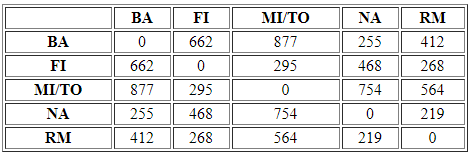 BA FI MI/TO NA RM
BA 0 662 877 255 412
FI 662 0 295 468 268
MI/TO 877 295 0 754 564
NA 255 468 754 0 219
RM 412 268 564 219 0